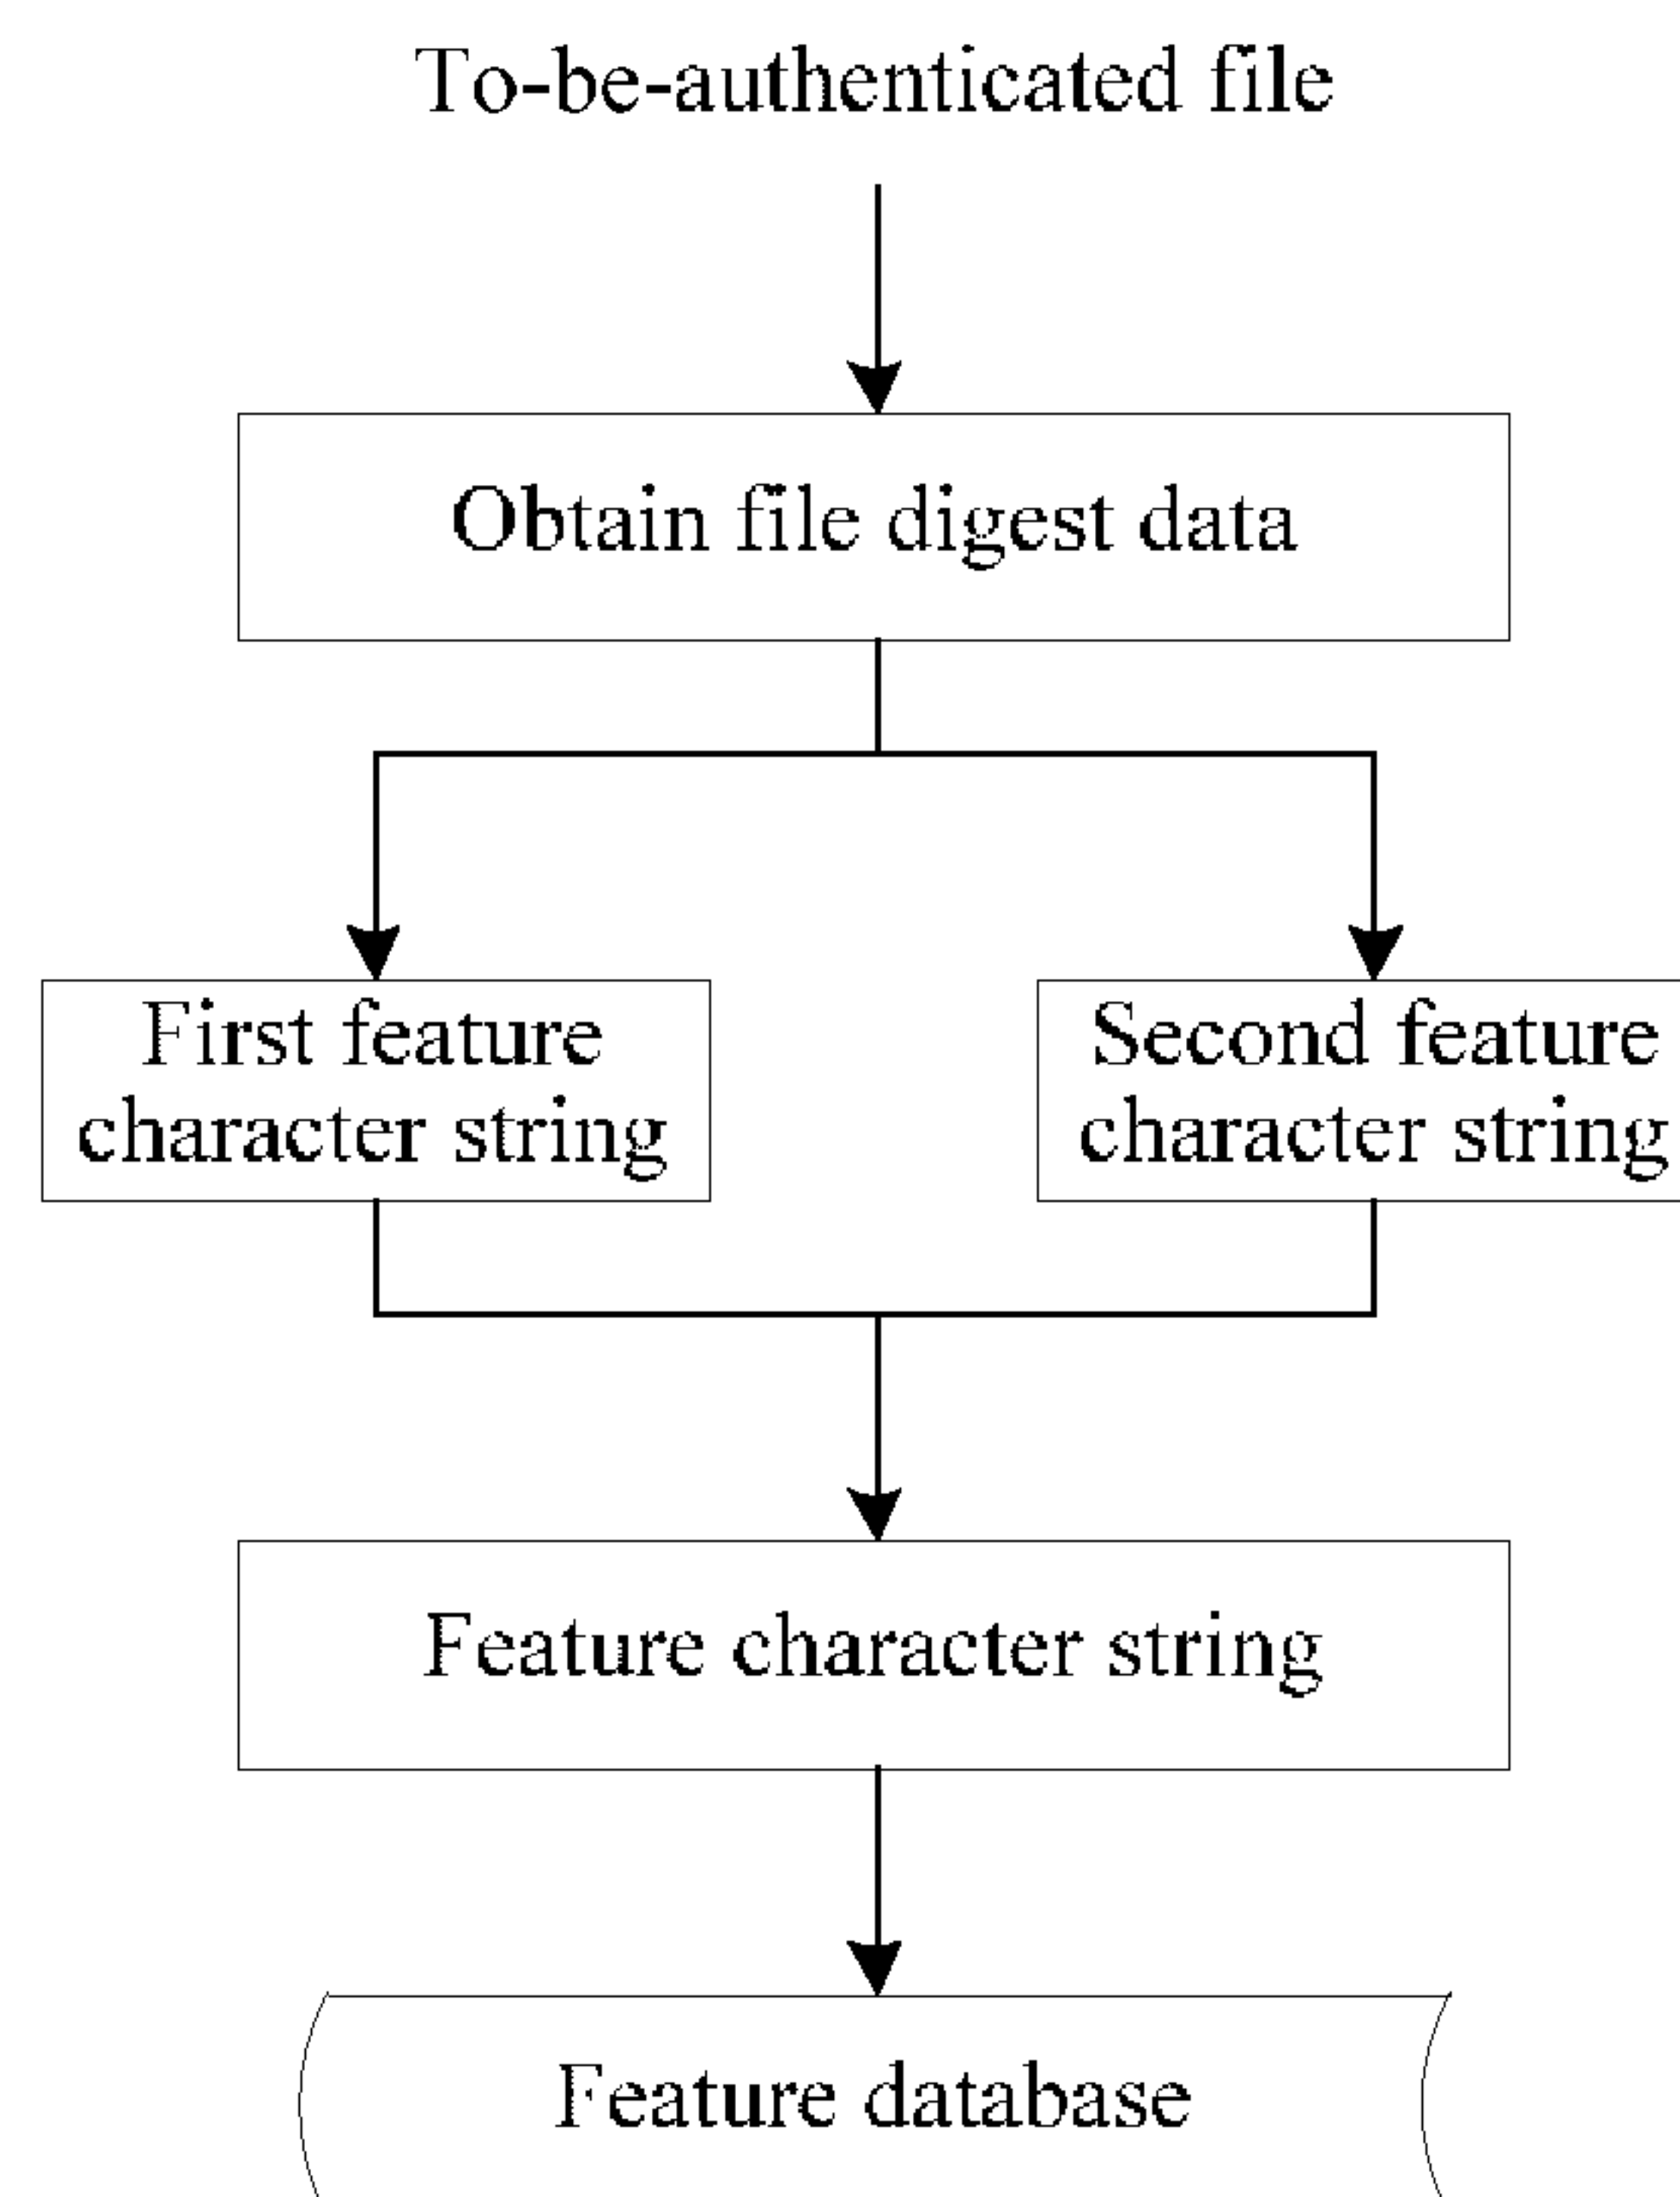 To-be-authenticated file
Obtain file digest data
First feature
character string
Second feature
character string
Feature character string
Feature database